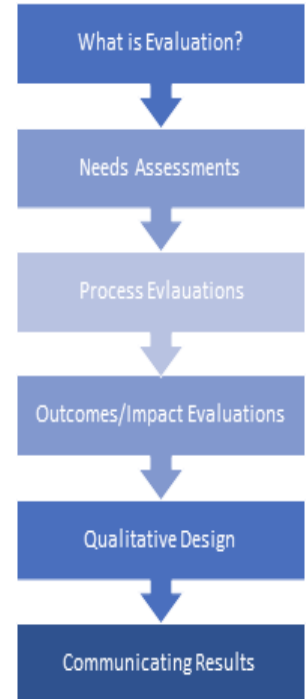 What is Evaluation?
Needs Assessments
Process Evlauations
Outcomes/Impact Evaluations
Qualitative Design
Communicating Results